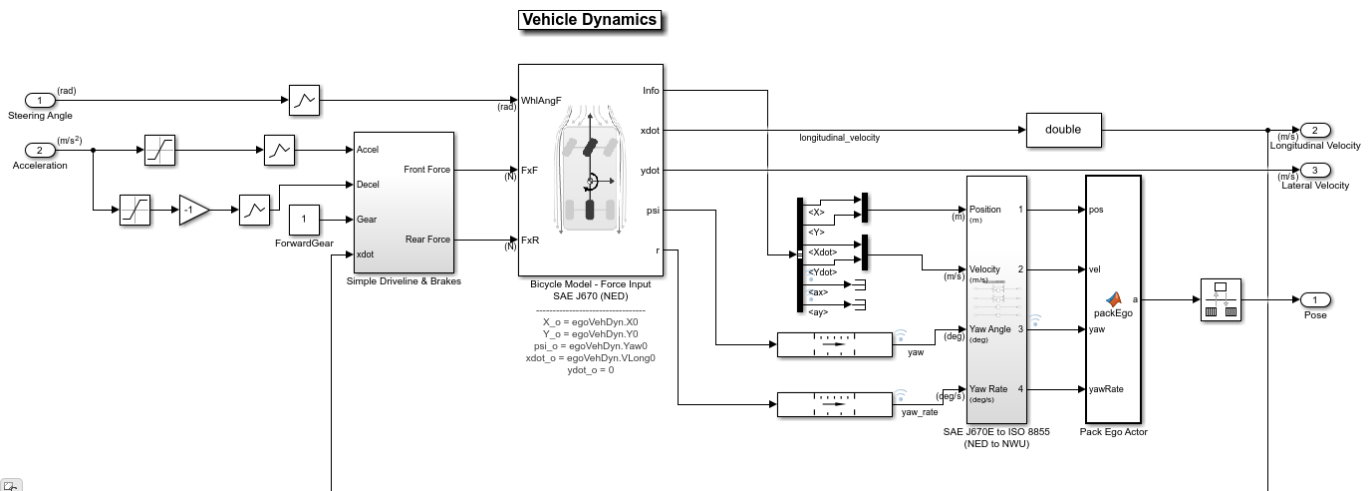 Vehicle Dynamics
1
(rad)
Steering Angle
2
(m/s²)
Acceleration
-1
1
ForwardGear
Accel
Decel
Gear
xdot
Front Force
Rear Force
Simple Driveline & Brakes
(rad)
WhlAngF
(N)
FxF
(N)
FxR
Info
xdot
ydot
psi
r
Bicycle Model - Force Input
SAE J670 (NED)
------------------------------
X_o = egoVehDyn.X0
Y_o = egoVehDyn.Y0
psi_o = egoVehDyn.Yaw0
xdot_o = egoVehDyn.VLong0
ydot_o = 0
longitudinal_velocity
double
(m/s)
2
Longitudinal Velocity
(m/s)
3
Lateral Velocity
<X>
<Y>
<Xdot>
<Ydot>
<ax>
<ay>
yaw
yaw_rate
(m)
Position
(m)
1
(m/s)
Velocity
(m/s)
2
(deg)
Yaw Angle
(deg)
3
(deg/s)
Yaw Rate
(deg/s)
4
SAE J670E to ISO 8855
(NED to NWU)
pos
vel
yaw
yawRate
packEgo
a
Pack Ego Actor
1
Pose